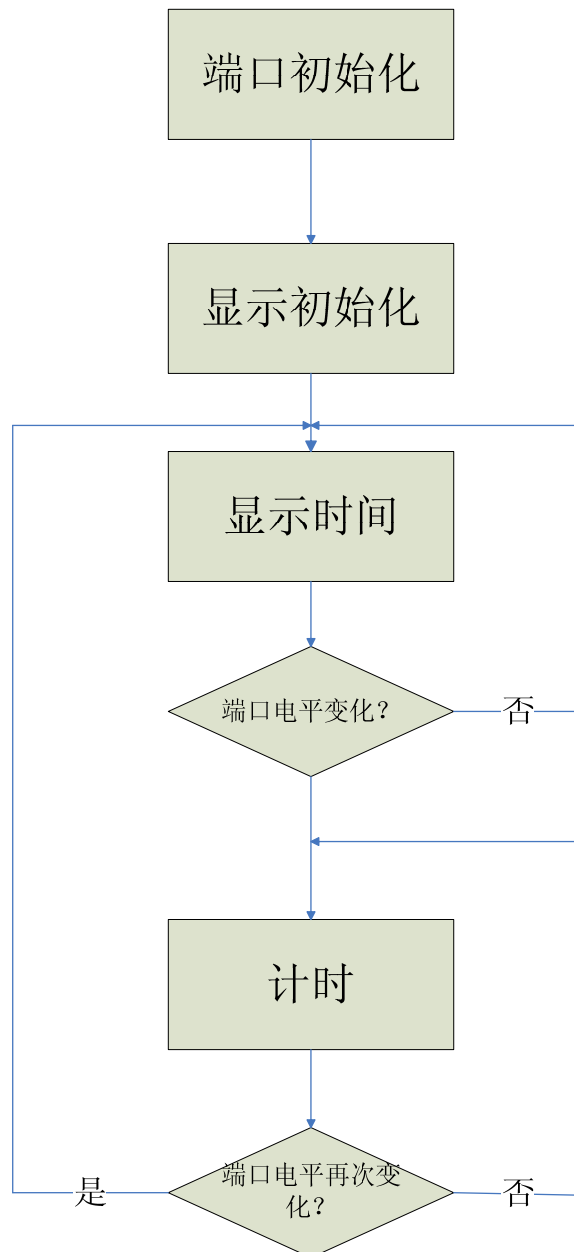 端口初始化
显示初始化
显示时间
端口电平变化？
否
计时
端口电平再次变
化？
是
否